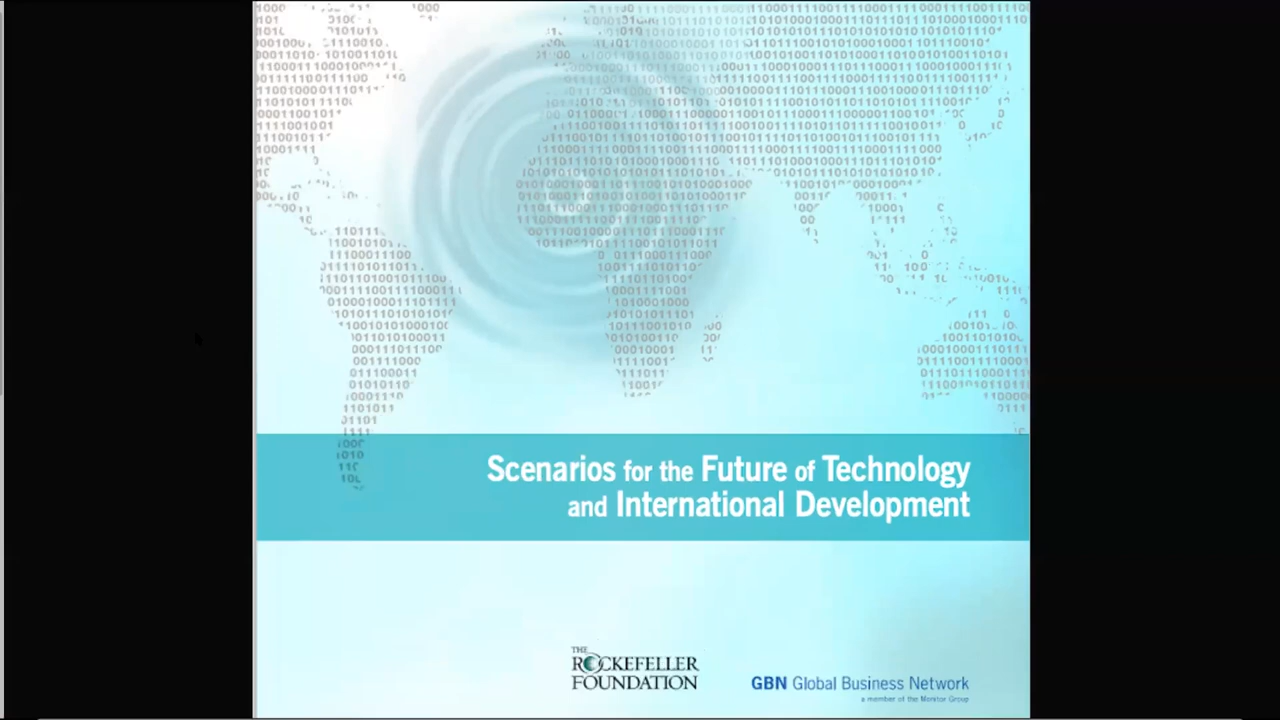 Scenarios for the Future of Technology
and International Development
THE
ROCKEFELLER
FOUNDATION
GBN Global Business Network
a member of the Monitor Group